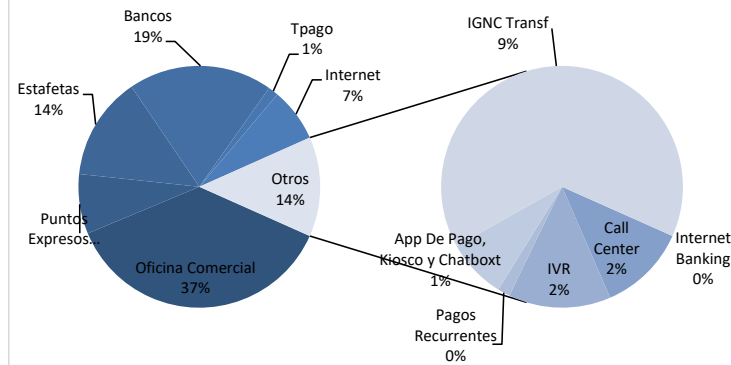 Bancos
19%
Tpago
1%
Internet
7%
Estafetas
14%
Otros
14%
Puntos
Expresos...
Oficina Comercial
37%
IGNC Transf
9%
App De Pago,
Kiosco y Chatboxt
1%
Call
Center
2%
Internet
Banking
0%
IVR
2%
Pagos
Recurrentes
0%